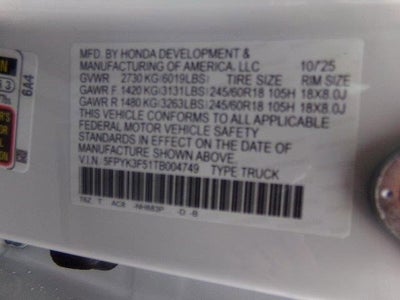 MFD. BY HONDA DEVELOPMENT &
MANUFACTURING OF AMERICA, LLC 10/'25
GVWR 2730 KG (6019LBS) TIRE SIZE RIM SIZE
GAWR F 1420 KG(3131LBS) 245/60R18 105H 18X8.0J
GAWR R 1480 KG(3263LBS) 245/60R18 105H 18X8.0J
THIS VEHICLE CONFORMS TO ALL APPLICABLE
FEDERAL MOTOR VEHICLE SAFETY
STANDARDS IN EFFECT ON THE DATE OF
MANUFACTURE SHOWN ABOVE.
V.I.N. 5FPYK3F51TB004749 TYPE TRUCK
6A4